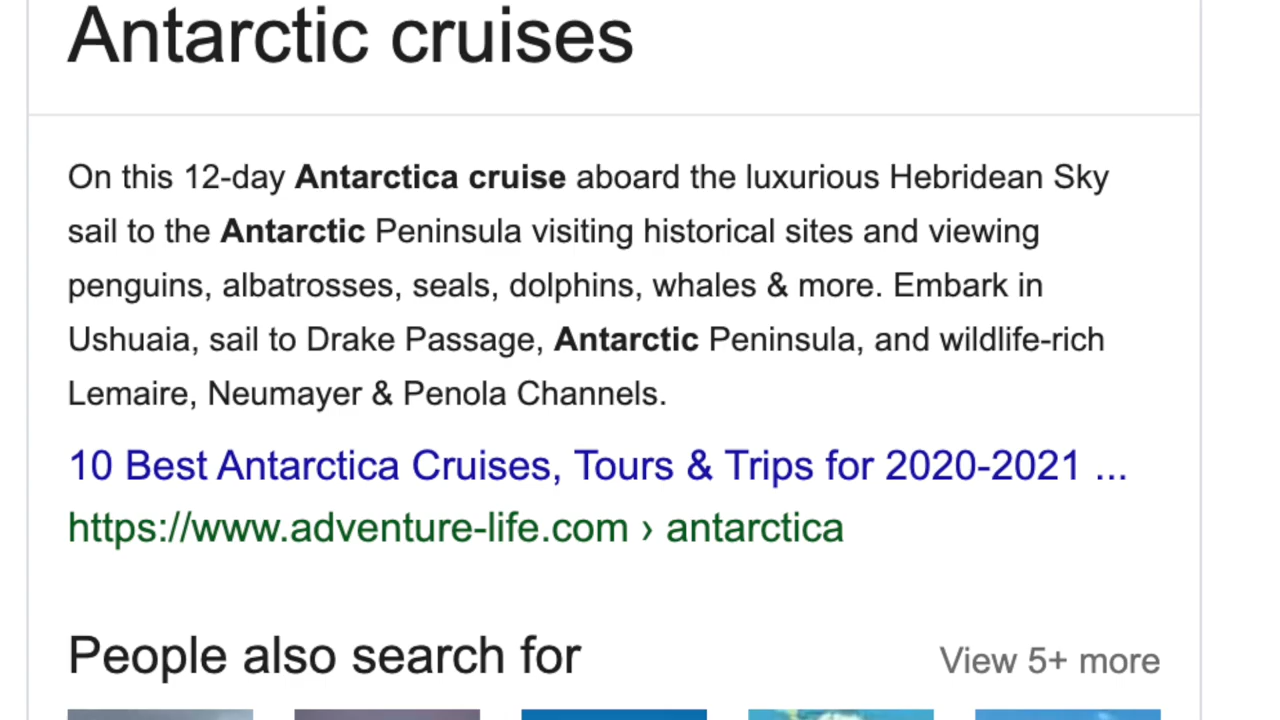 Antarctic cruises
On this 12-day Antarctica cruise aboard the luxurious Hebridean Sky
sail to the Antarctic Peninsula visiting historical sites and viewing
penguins, albatrosses, seals, dolphins, whales & more. Embark in
Ushuaia, sail to Drake Passage, Antarctic Peninsula, and wildlife-rich
Lemaire, Neumayer & Penola Channels.
10 Best Antarctica Cruises, Tours & Trips for 2020-2021 ...
https://www.adventure-life.com › antarctica
People also search for
View 5+ more